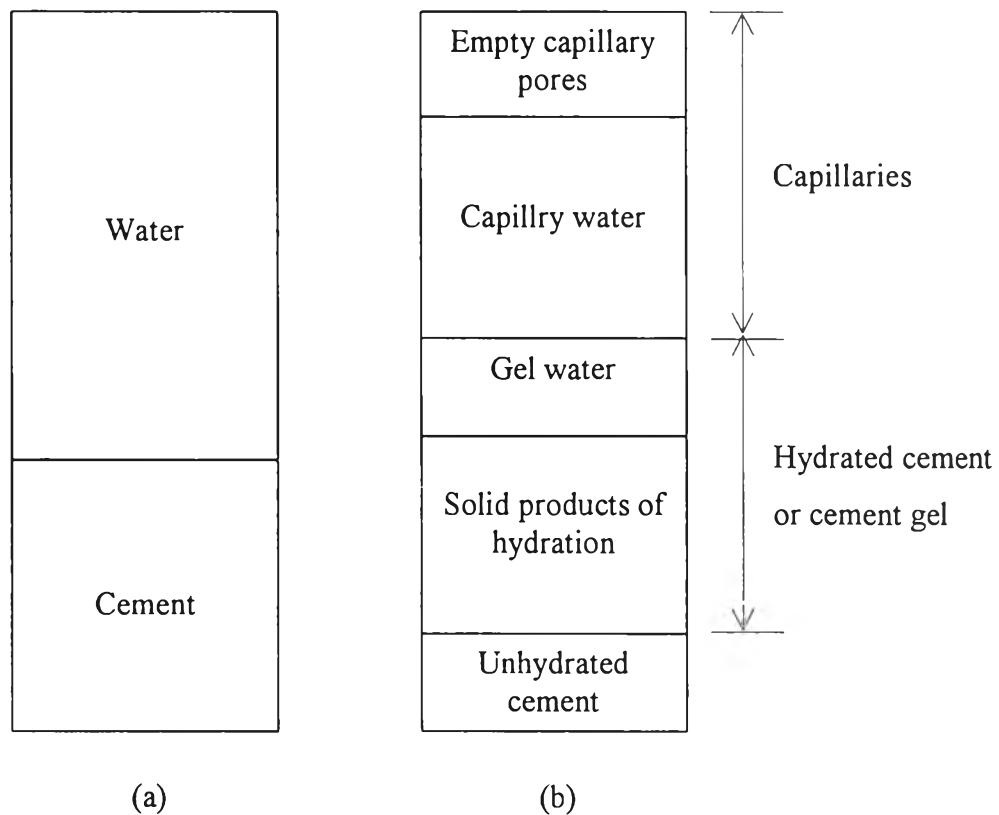 Water
Cement
(a)
Empty capillary
pores
Capillry water
Gel water
Solid products of
hydration
Unhydrated
cement
(b)
Capillaries
Hydrated cement
or cement gel